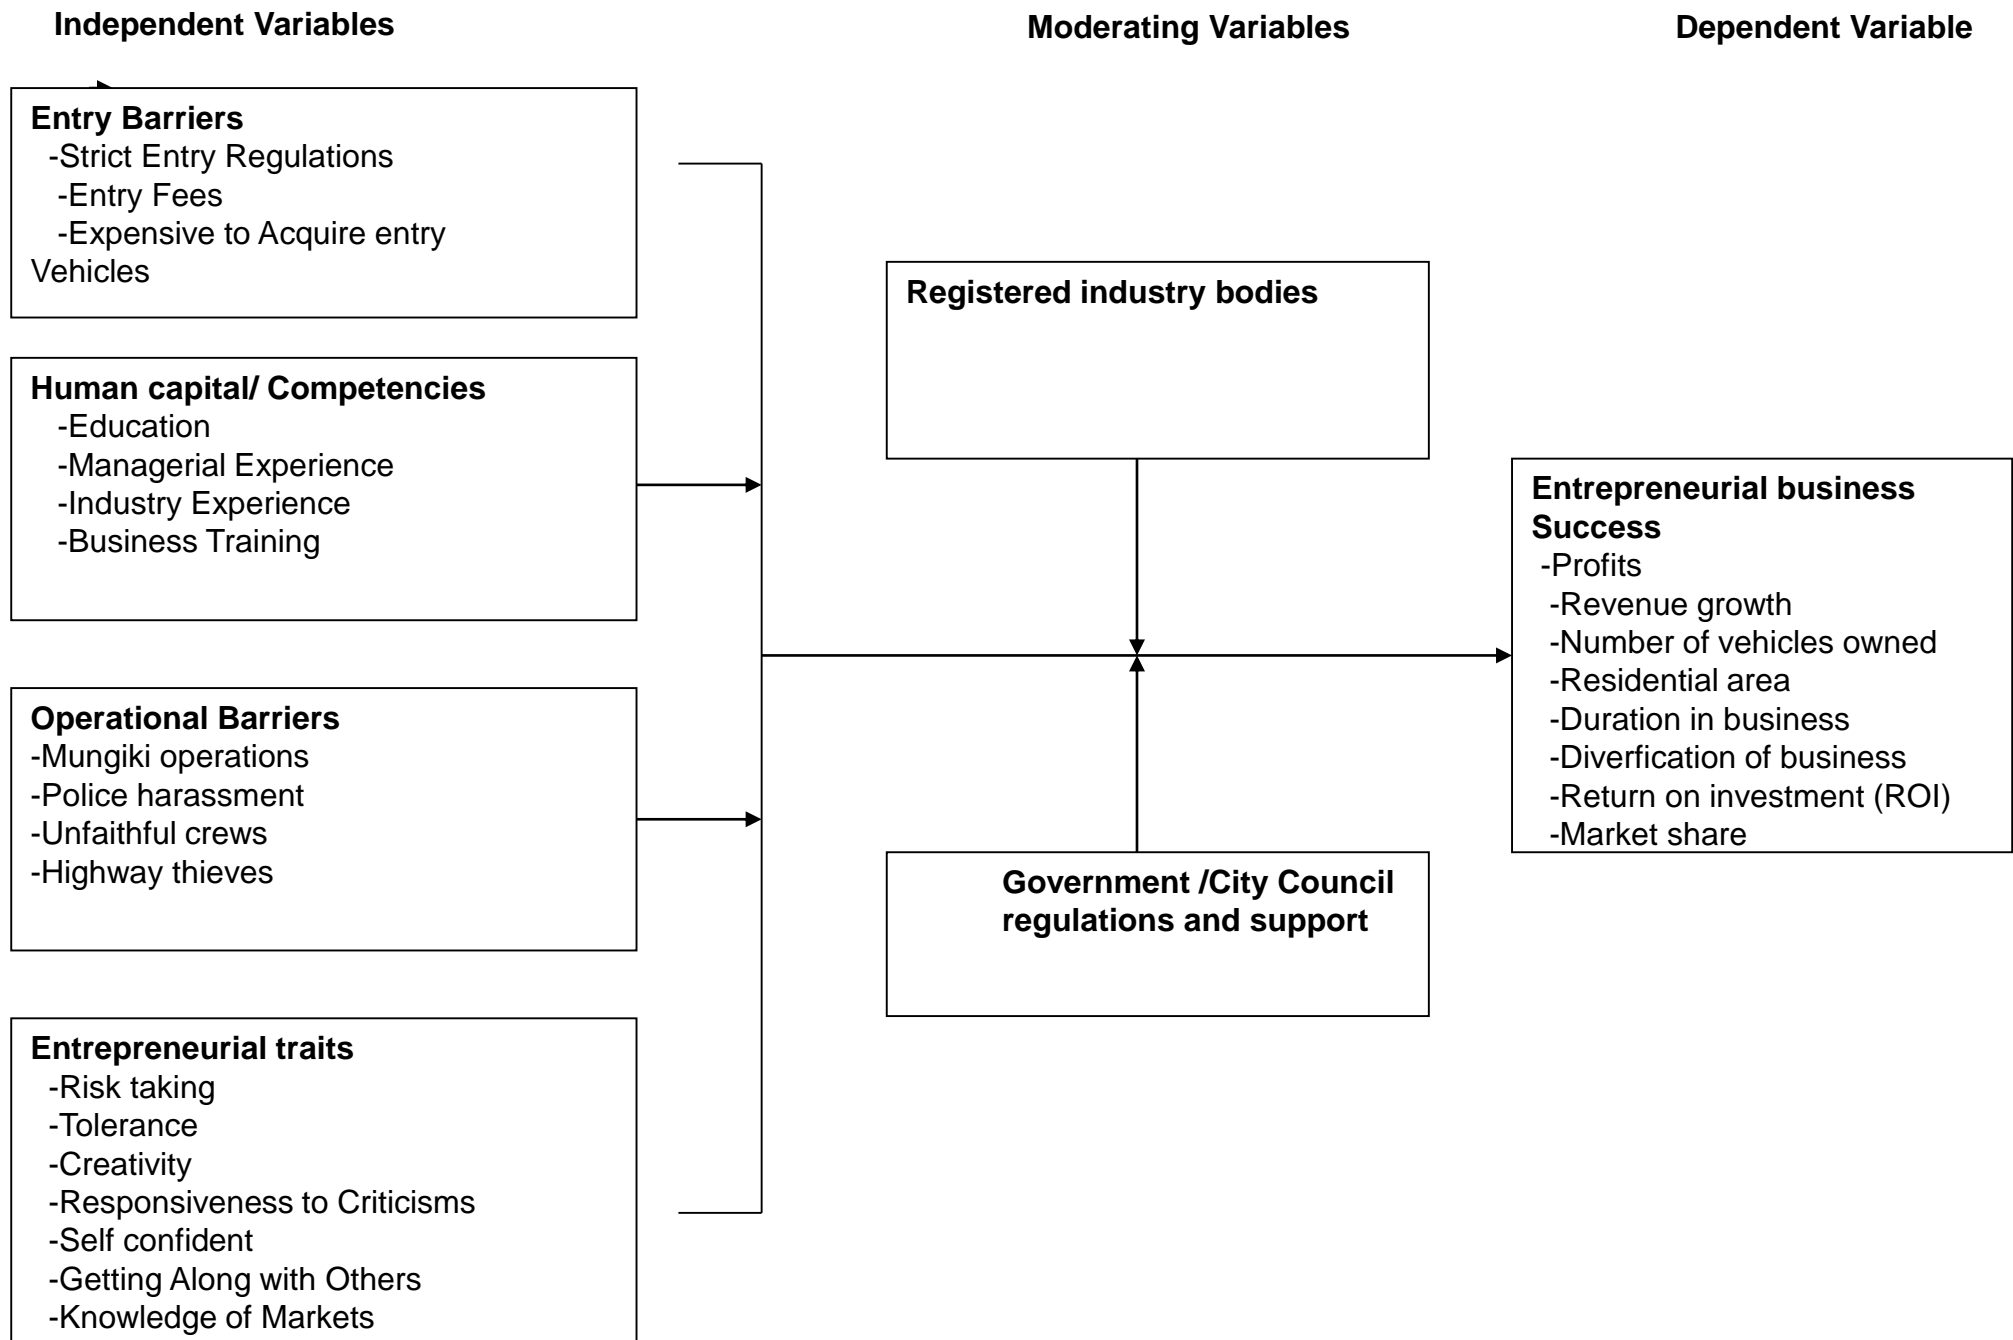 Independent Variables
Moderating Variables
Dependent Variable
Entry Barriers
-Strict Entry Regulations
-Entry Fees
-Expensive to Acquire entry
Vehicles
Human capital/ Competencies
-Education
-Managerial Experience
-Industry Experience
-Business Training
Operational Barriers
-Mungiki operations
-Police harassment
-Unfaithful crews
-Highway thieves
Entrepreneurial traits
-Risk taking
-Tolerance
-Creativity
-Responsiveness to Criticisms
-Self confident
-Getting Along with Others
-Knowledge of Markets
Registered industry bodies
Government /City Council
regulations and support
Entrepreneurial business
Success
-Profits
-Revenue growth
-Number of vehicles owned
-Residential area
-Duration in business
-Diverfication of business
-Return on investment (ROI)
-Market share